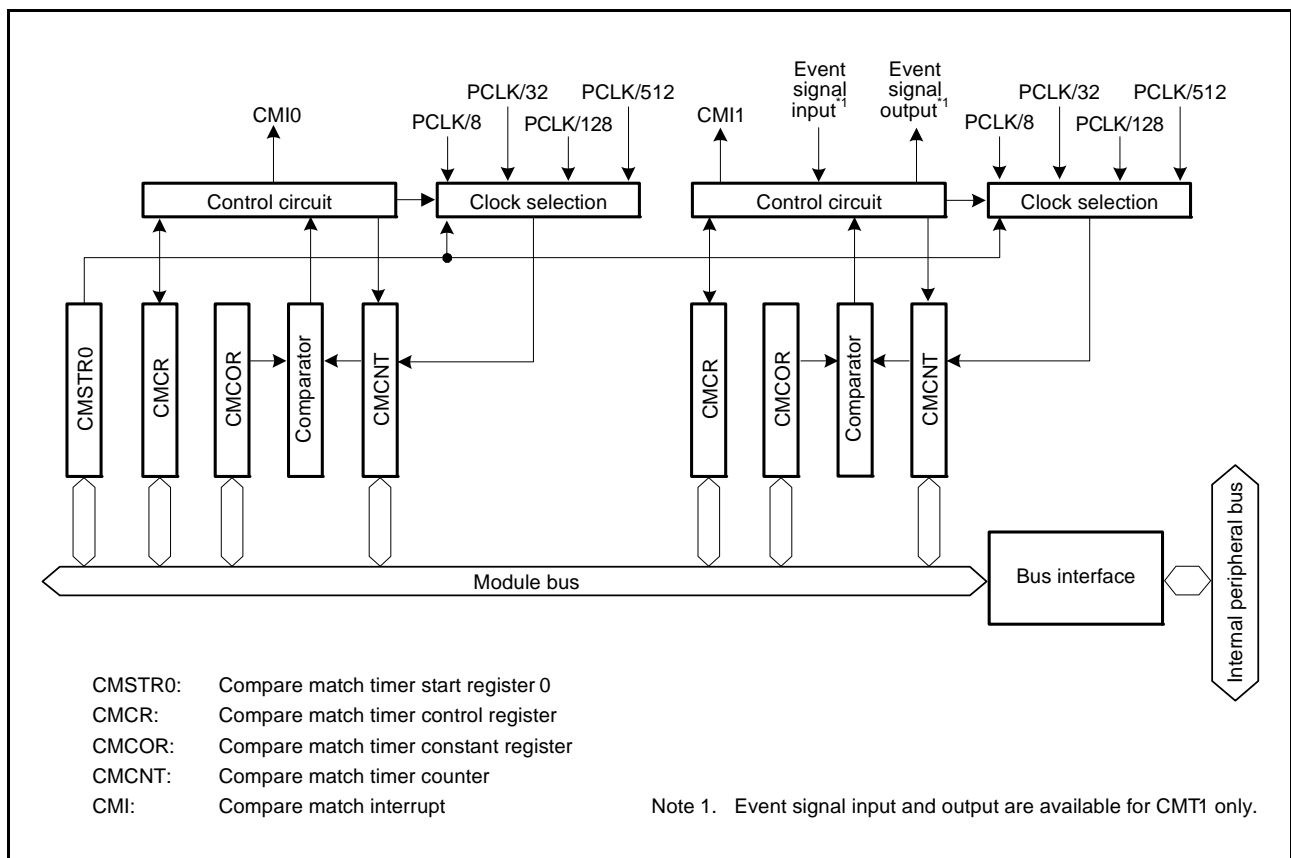 CMI0
PCLK/8
PCLK/32
PCLK/128
PCLK/512
CMI1
Event
signal
input*1
Event
signal
output*1
PCLK/8
PCLK/32
PCLK/128
PCLK/512
Control circuit
Clock selection
Control circuit
Clock selection
CMSTR0
CMCR
CMCOR
Comparator
CMCNT
CMCR
CMCOR
Comparator
CMCNT
Module bus
Bus interface
Internal peripheral bus
CMSTR0: Compare match timer start register 0
CMCR: Compare match timer control register
CMCOR: Compare match timer constant register
CMCNT: Compare match timer counter
CMI: Compare match interrupt
Note 1. Event signal input and output are available for CMT1 only.